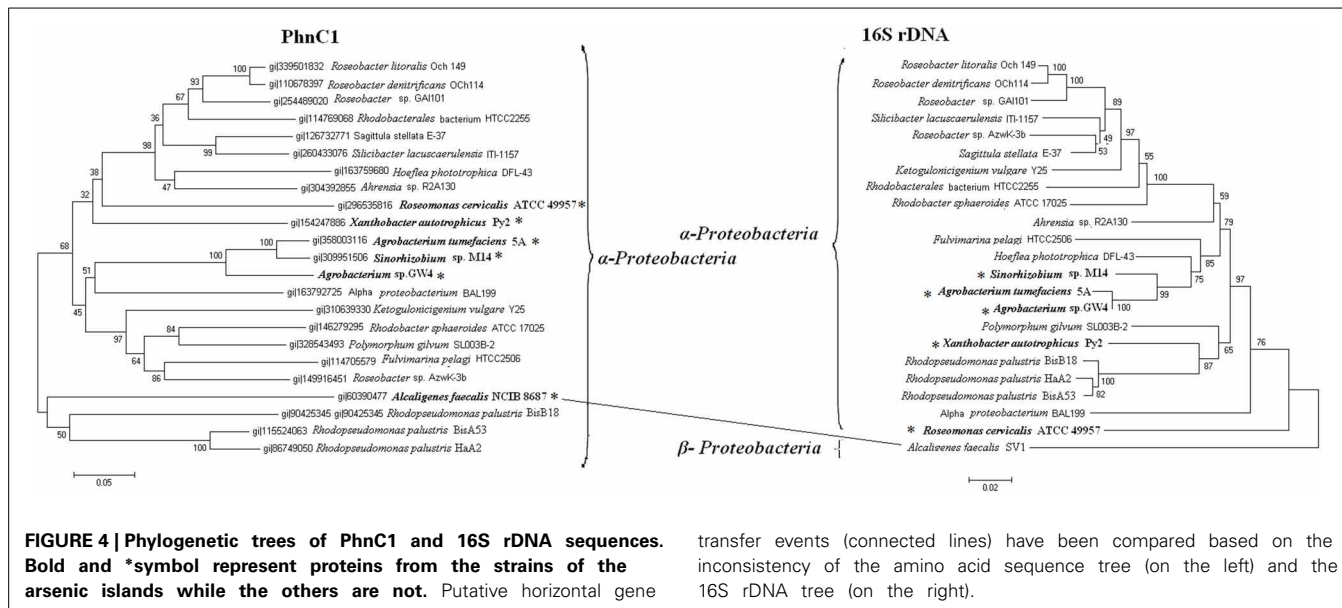 PhnC1
100 gi|339501832 Roseobacter litoralis Och 149
93 gi|110678397 Roseobacter denitrificans OCh114
67 gi|254489020 Roseobacter sp. GAI101
36 gi|114769068 Rhodobacterales bacterium HTCC2255
98 gi|126732771 Sagittula stellata E-37
99 gi|260433076 Silicibacter lacuscaerulensis ITI-1157
38 gi|163759680 Hoeflea phototrophica DFL-43
47 gi|304392855 Ahrensia sp. R2A130
32 gi|296535816 Roseomonas cervicalis ATCC 49957 *
gi|154247886 Xanthobacter autotrophicus Py2 *
68 100 gi|358003116 Agrobacterium tumefaciens 5A *
100 gi|309951506 Sinorhizobium sp. M14 *
51 Agrobacterium sp.GW4 *
45 gi|163792725 Alpha proteobacterium BAL199
gi|310639330 Ketogulonicigenium vulgare Y25
97 84 gi|146279295 Rhodobacter sphaeroides ATCC 17025
gi|328543493 Polymorphum gilvum SL003B-2
64 gi|114705579 Fulvimarina pelagi HTCC2506
86 gi|149916451 Roseobacter sp. AzwK-3b
gi|60390477 Alcaligenes faecalis NCIB 8687 *
gi|90425345 gi|90425345 Rhodopseudomonas palustris BisB18
50 gi|115524063 Rhodopseudomonas palustris BisA53
100 gi|86749050 Rhodopseudomonas palustris HaA2
0.05
α-Proteobacteria
α-Proteobacteria
β- Proteobacteria
16S rDNA
Roseobacter litoralis Och 149 100
Roseobacter denitrificans OCh114 100
Roseobacter sp. GAI101 89
Silicibacter lacuscaerulensis ITI-1157
Roseobacter sp. AzwK-3b 49 97
Sagittula stellata E-37 53
Ketogulonicigenium vulgare Y25 55
Rhodobacterales bacterium HTCC2255 100
Rhodobacter sphaeroides ATCC 17025 59
Ahrensia sp. R2A130 79
Fulvimarina pelagi HTCC2506
Hoeflea phototrophica DFL-43 85
* Sinorhizobium sp. M14 75 97
* Agrobacterium tumefaciens 5A 99
* Agrobacterium sp.GW4 100
Polymorphum gilvum SL003B-2
* Xanthobacter autotrophicus Py2 65 76
Rhodopseudomonas palustris BisB18 87
Rhodopseudomonas palustris HaA2 100
Rhodopseudomonas palustris BisA53 82
Alpha proteobacterium BAL199
* Roseomonas cervicalis ATCC 49957
Alcaligenes faecalis SV1
0.02
FIGURE 4 | Phylogenetic trees of PhnC1 and 16S rDNA sequences.
Bold and *symbol represent proteins from the strains of the
arsenic islands while the others are not. Putative horizontal gene
transfer events (connected lines) have been compared based on the
inconsistency of the amino acid sequence tree (on the left) and the
16S rDNA tree (on the right).